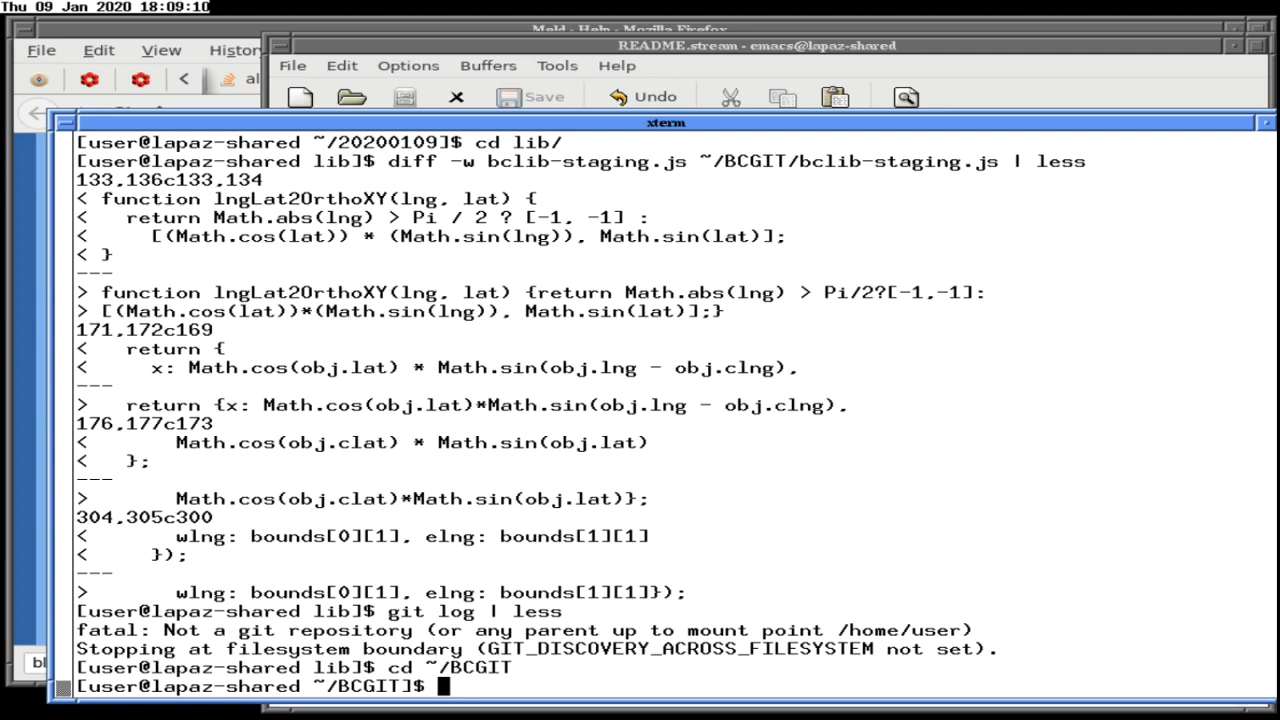 Thu 09 Jan 2020 18:09:10
Meld - Help - Mozilla Firefox
File Edit View Histor
README.stream - emacs@lapaz-shared
File Edit Options Buffers Tools Help
al
Save Undo
xterm
[user@lapaz-shared ~/20200109]$ cd lib/
[user@lapaz-shared lib]$ diff -w bclib-staging.js ~/BCGIT/bclib-staging.js | less
133,136c133,134
< function lngLat2OrthoXY(lng, lat) {
<   return Math.abs(lng) > Pi / 2 ? [-1, -1] :
<     [(Math.cos(lat)) * (Math.sin(lng)), Math.sin(lat)];
< }
---
> function lngLat2OrthoXY(lng, lat) {return Math.abs(lng) > Pi/2?[-1,-1]:
> [(Math.cos(lat))*(Math.sin(lng)), Math.sin(lat)];}
171,172c169
<   return {
<     x: Math.cos(obj.lat) * Math.sin(obj.lng - obj.clng),
---
>   return {x: Math.cos(obj.lat)*Math.sin(obj.lng - obj.clng),
176,177c173
<       Math.cos(obj.clat) * Math.sin(obj.lat)
<   };
---
>       Math.cos(obj.clat)*Math.sin(obj.lat)};
304,305c300
<       wlng: bounds[0][1], elng: bounds[1][1]
<     });
---
>       wlng: bounds[0][1], elng: bounds[1][1]});
[user@lapaz-shared lib]$ git log | less
fatal: Not a git repository (or any parent up to mount point /home/user)
Stopping at filesystem boundary (GIT_DISCOVERY_ACROSS_FILESYSTEM not set).
[user@lapaz-shared lib]$ cd ~/BCGIT
[user@lapaz-shared ~/BCGIT]$
bl